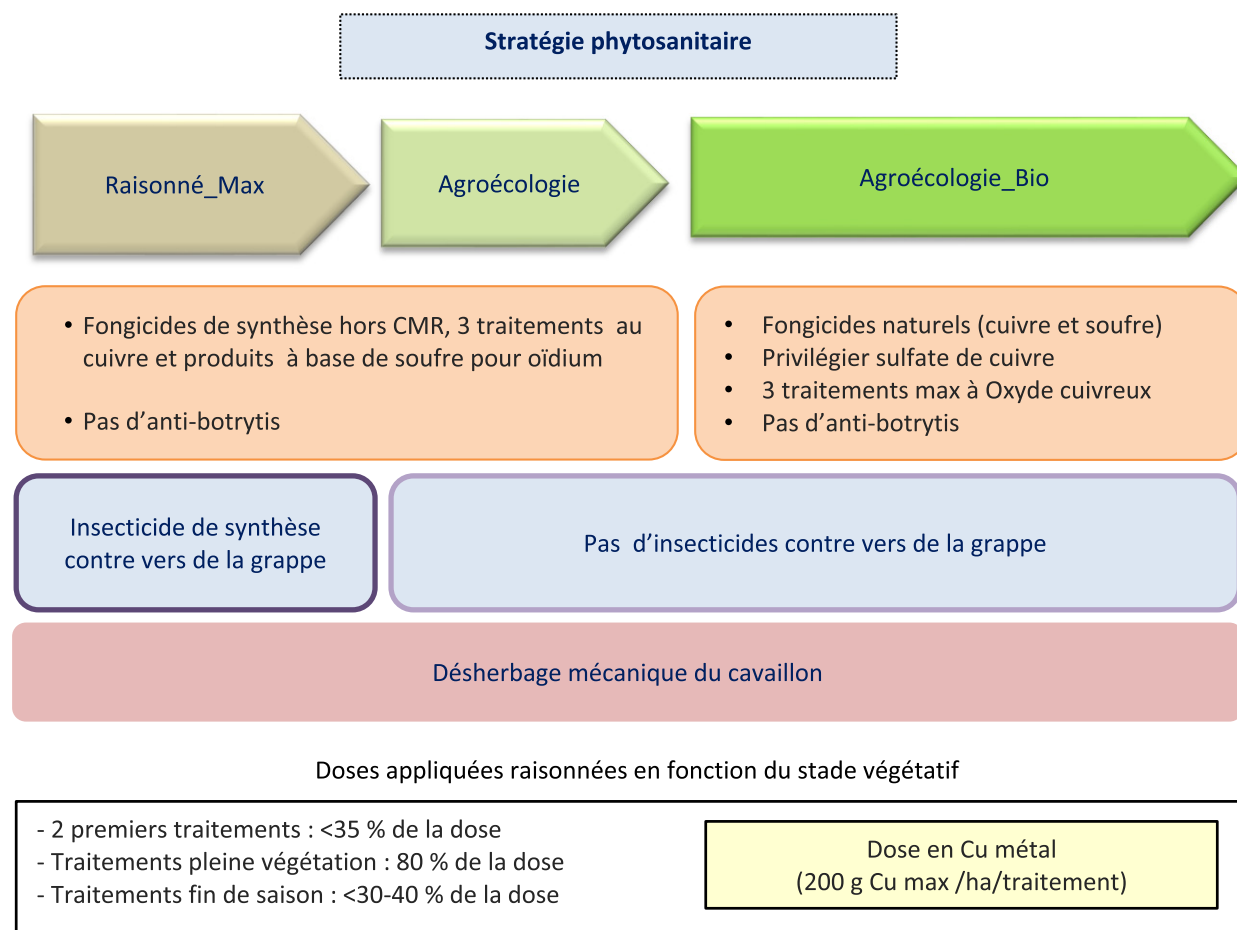 Stratégie phytosanitaire
Raisonné_Max
Agroécologie
Agroécologie_Bio
• Fongicides de synthèse hors CMR, 3 traitements au
cuivre et produits à base de soufre pour oïdium
• Pas d'anti-botrytis
• Fongicides naturels (cuivre et soufre)
• Privilégier sulfate de cuivre
• 3 traitements max à Oxyde cuivreux
• Pas d'anti-botrytis
Insecticide de synthèse
contre vers de la grappe
Pas d'insecticides contre vers de la grappe
Désherbage mécanique du cavaillon
Doses appliquées raisonnées en fonction du stade végétatif
- 2 premiers traitements : <35 % de la dose
- Traitements pleine végétation : 80 % de la dose
- Traitements fin de saison : <30-40 % de la dose
Dose en Cu métal
(200 g Cu max /ha/traitement)